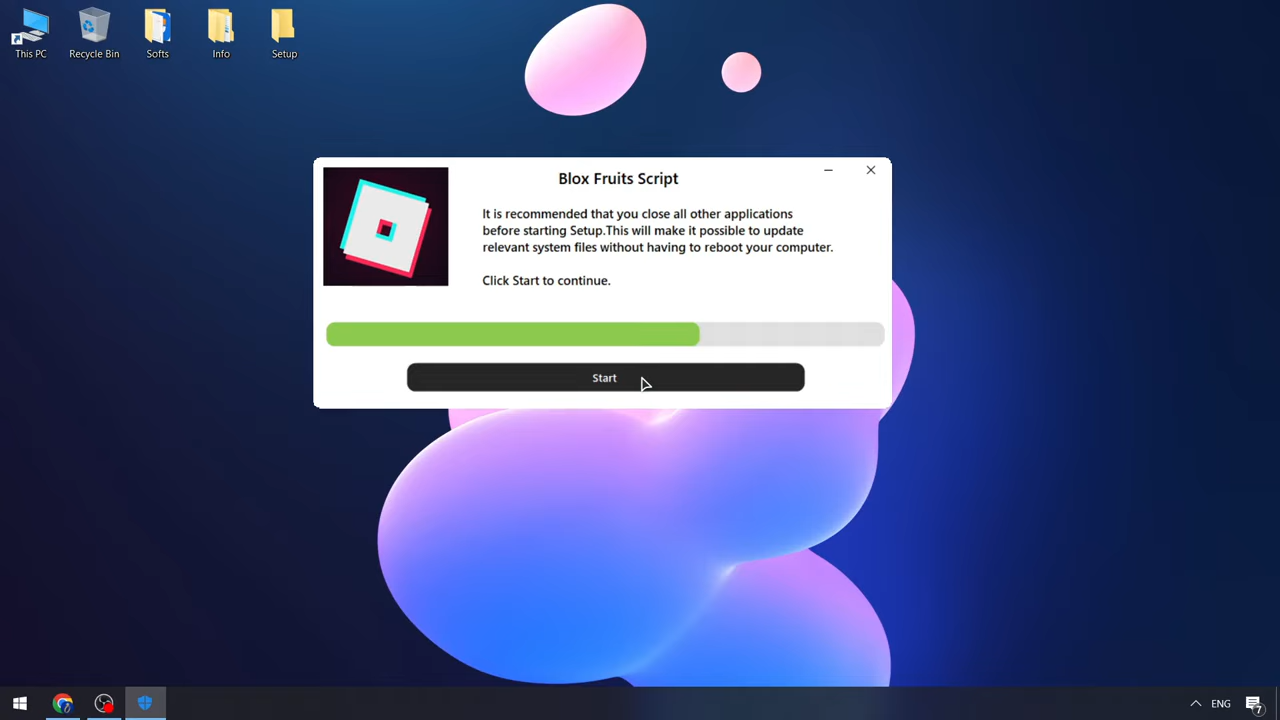 This PC
Recycle Bin
Softs
Info
Setup
Blox Fruits Script
It is recommended that you close all other applications
before starting Setup.This will make it possible to update
relevant system files without having to reboot your computer.
Click Start to continue.
Start
ENG
7